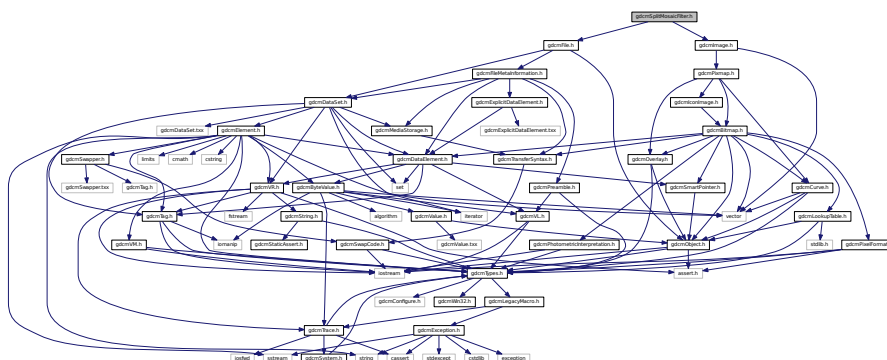 gdcmSplitMosaicFilter.h
gdcmFile.h
gdcmImage.h
gdcmFileMetaInformation.h
gdcmPixmap.h
gdcmDataSet.h
gdcmExplicitDataElement.h
gdcmIconImage.h
gdcmDataSet.txx
gdcmElement.h
gdcmMediaStorage.h
gdcmExplicitDataElement.txx
gdcmBitmap.h
gdcmSwapper.h
limits
cmath
cstring
gdcmDataElement.h
gdcmTransferSyntax.h
gdcmOverlay.h
gdcmSwapper.txx
gdcmTag.h
gdcmVR.h
gdcmByteValue.h
set
gdcmPreamble.h
gdcmSmartPointer.h
gdcmCurve.h
gdcmTag.h
fstream
gdcmString.h
algorithm
gdcmValue.h
iterator
gdcmVL.h
vector
gdcmLookupTable.h
gdcmVM.h
iomanip
gdcmStaticAssert.h
gdcmSwapCode.h
gdcmValue.txx
gdcmPhotometricInterpretation.h
gdcmObject.h
stdlib.h
gdcmPixelFormat
iostream
gdcmTypes.h
assert.h
gdcmConfigure.h
gdcmWin32.h
gdcmLegacyMacro.h
gdcmTrace.h
gdcmException.h
iosfwd
sstream
gdcmSystem.h
string
cassert
stdexcept
cstdlib
exception